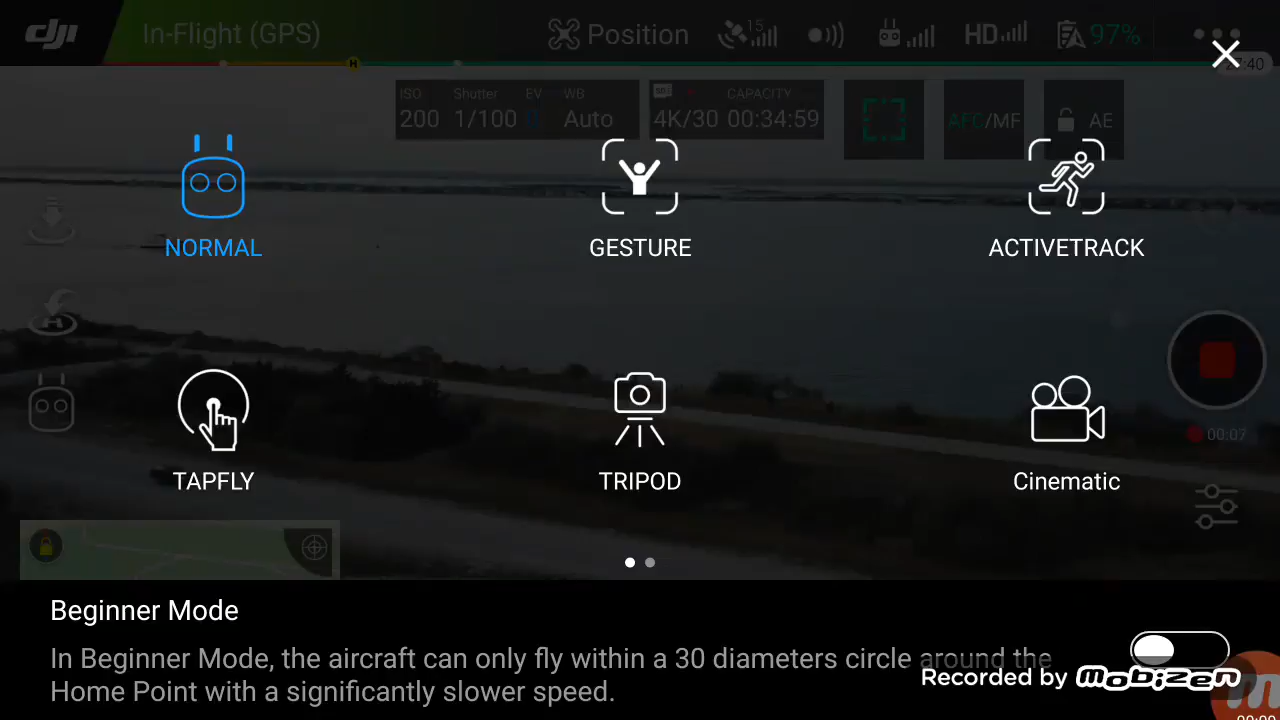 dji In-Flight (GPS) Position 15 HD 97%
27:40
ISO Shutter EV WB CAPACITY
200 1/100 0 Auto 4K/30 00:34:59 AFC/MF AE
NORMAL GESTURE ACTIVETRACK
00:07
TAPFLY TRIPOD Cinematic
Beginner Mode
In Beginner Mode, the aircraft can only fly within a 30 diameters circle around the
Home Point with a significantly slower speed.
Recorded by mobizen